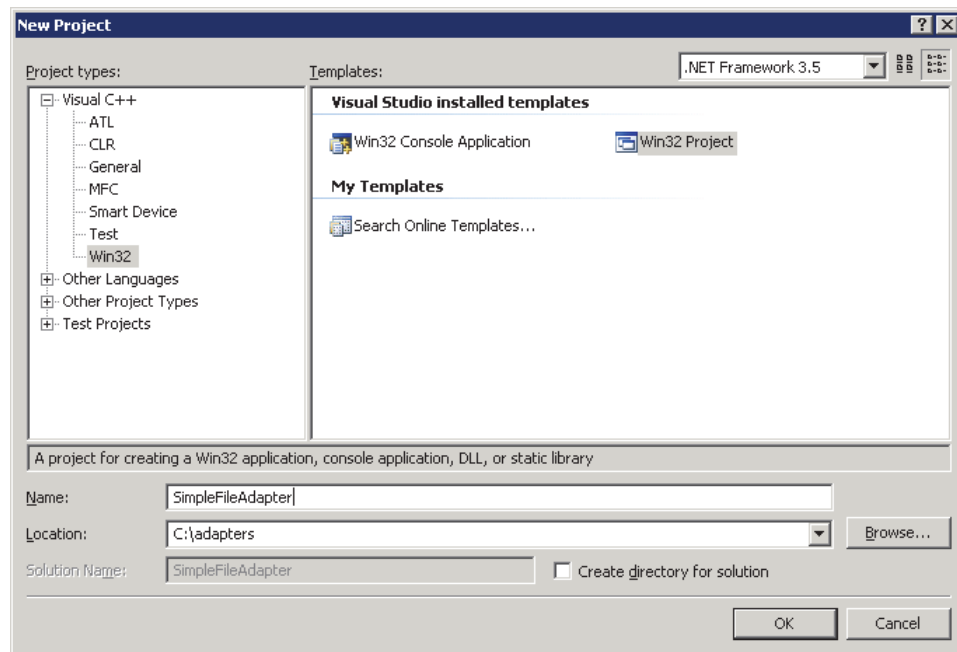 New Project
Project types:
Templates:
.NET Framework 3.5
Visual C++
ATL
CLR
General
MFC
Smart Device
Test
Win32
Other Languages
Other Project Types
Test Projects
Visual Studio installed templates
Win32 Console Application
Win32 Project
My Templates
Search Online Templates...
A project for creating a Win32 application, console application, DLL, or static library
Name:
SimpleFileAdapter
Location:
C:\adapters
Browse...
Solution Name:
SimpleFileAdapter
Create directory for solution
OK
Cancel